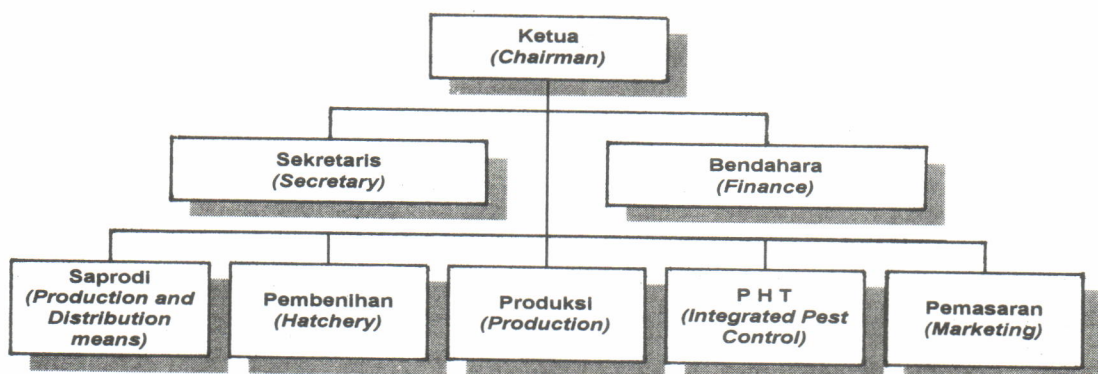 Ketua
(Chairman)
Sekretaris
(Secretary)
Bendahara
(Finance)
Saprodi
(Production and
Distribution
means)
Pembenihan
(Hatchery)
Produksi
(Production)
P H T
(Integrated Pest
Control)
Pemasaran
(Marketing)